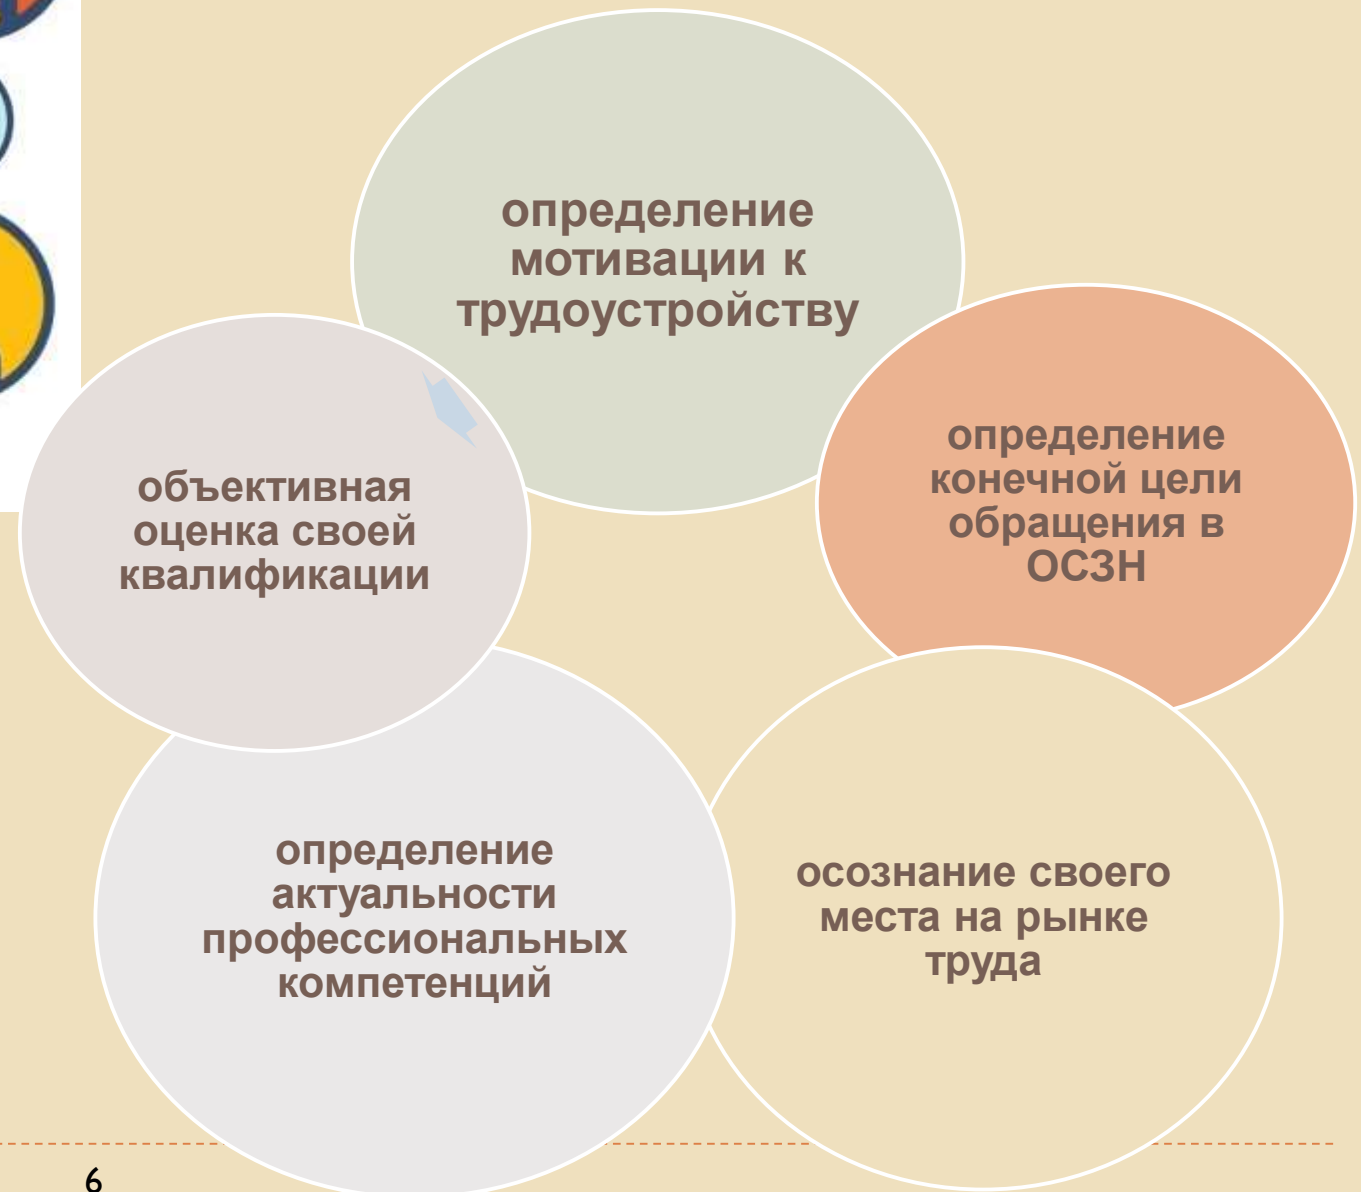 определение
мотивации к
трудоустройству
определение
конечной цели
обращения в
ОСЗН
осознание своего
места на рынке
труда
определение
актуальности
профессиональных
компетенций
объективная
оценка своей
квалификации
6